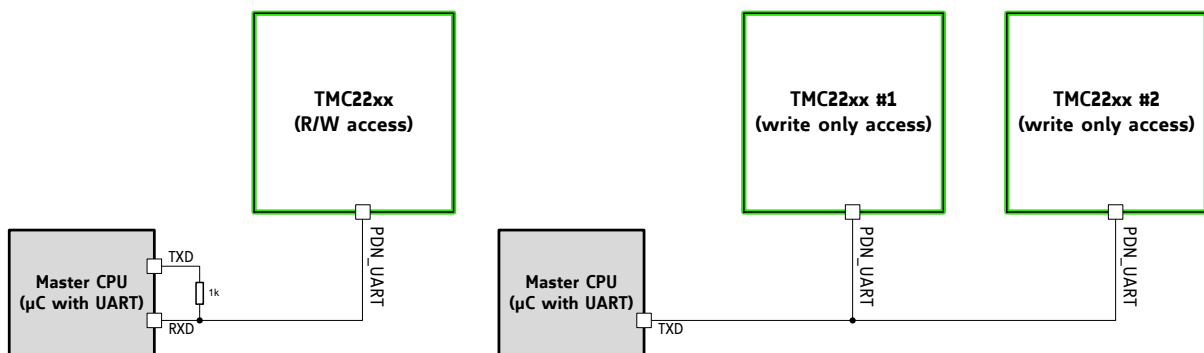 TMC22xx
(R/W access)
PDN_UART
Master CPU
(µC with UART)
TXD
1k
RXD
TMC22xx #1
(write only access)
TMC22xx #2
(write only access)
PDN_UART
PDN_UART
Master CPU
(µC with UART)
TXD